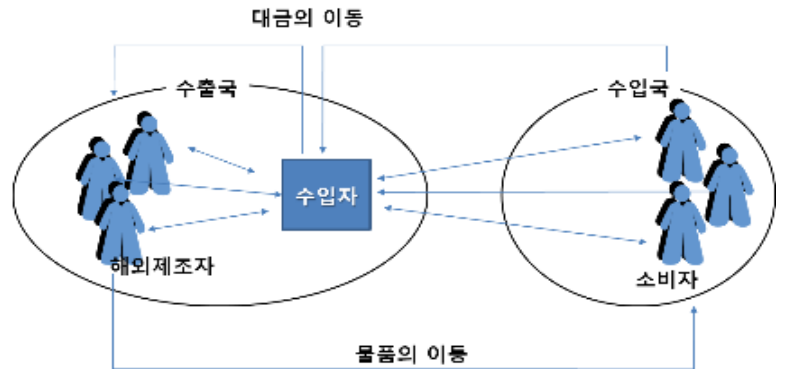 대금의 이동
수출국
수입국
수입자
해외제조자
소비자
물품의 이동